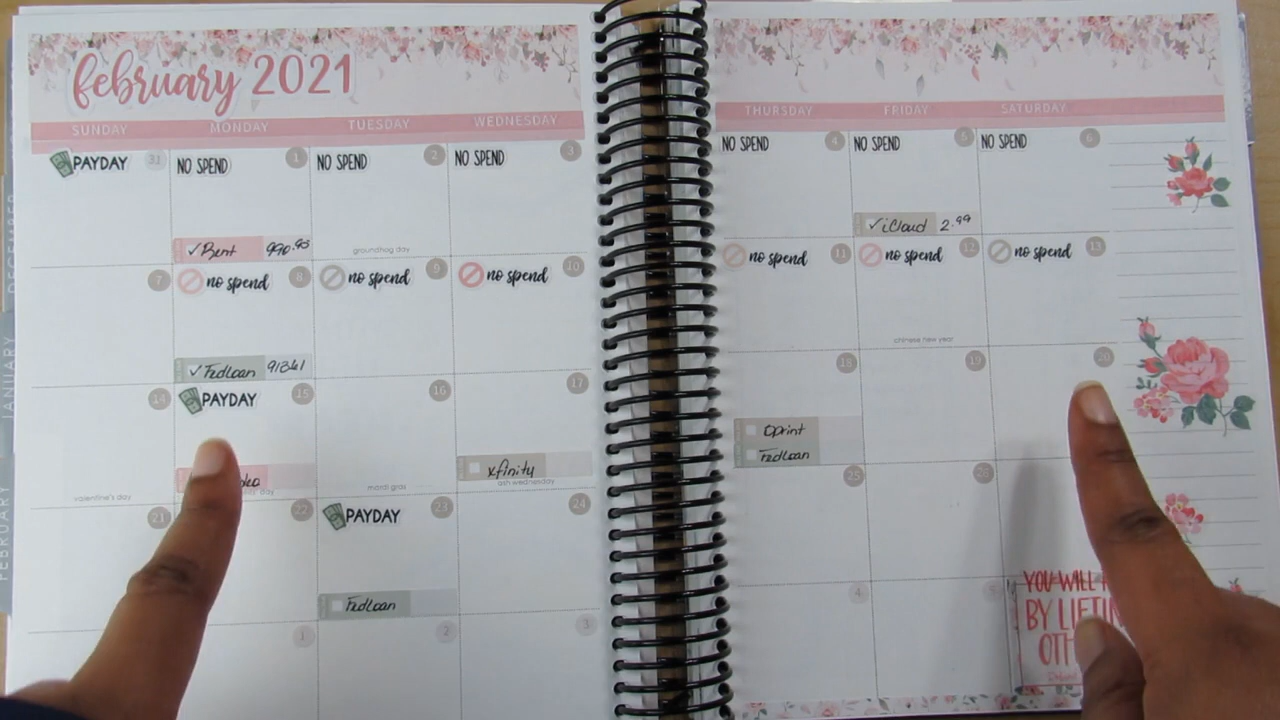 february 2021
SUNDAY MONDAY TUESDAY WEDNESDAY THURSDAY FRIDAY SATURDAY
PAYDAY 31 NO SPEND 1 NO SPEND 2 NO SPEND 3 NO SPEND 4 NO SPEND 5 NO SPEND 6
✓Rent
groundhog day
✓iCloud 2.99
7 no spend 8 no spend 9 no spend 10 no spend 11 no spend 12 no spend 13
✓FedLoan
chinese new year
14 PAYDAY 15 16 17 18 19 20
valentine's day
day
mardi gras
xfinity
ash wednesday
Sprint
FedLoan
21 22 PAYDAY 23 24 25 26
FedLoan
1 2 3 4 5
YOU WILL
BY LIFTIN
OTH
DECEMBER
JANUARY
FEBRUARY